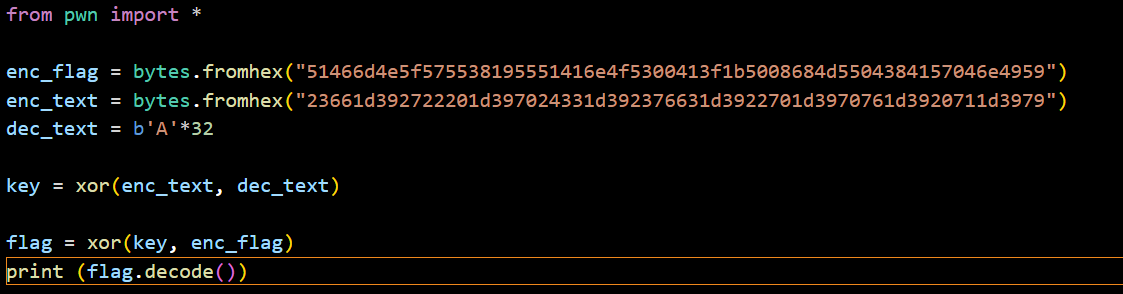 from pwn import *
enc_flag = bytes.fromhex("51466d4e5f575538195551416e4f5300413f1b5008684d5504384157046e4959")
enc_text = bytes.fromhex("23661d392722201d397024331d392376631d3922701d3970761d3920711d3979")
dec_text = b'A'*32
key = xor(enc_text, dec_text)
flag = xor(key, enc_flag)
print (flag.decode())